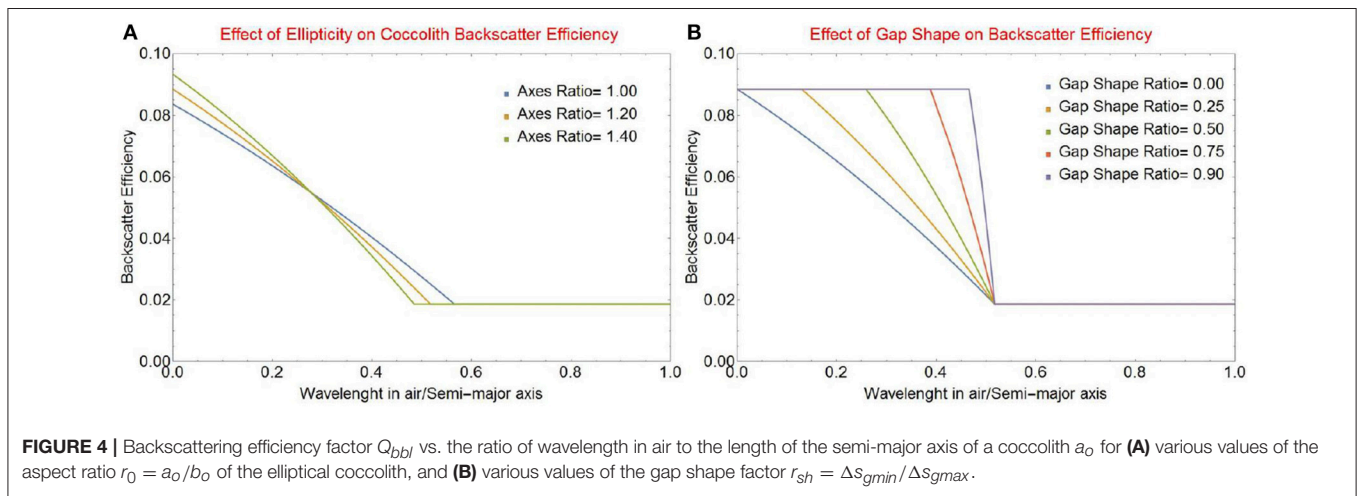 A
Effect of Ellipticity on Coccolith Backscatter Efficiency
0.10
0.08
0.06
0.04
0.02
0.00
Backscatter Efficiency
Axes Ratio= 1.00
Axes Ratio= 1.20
Axes Ratio= 1.40
0.0 0.2 0.4 0.6 0.8 1.0
Wavelenght in air/Semi-major axis
B
Effect of Gap Shape on Backscatter Efficiency
0.10
0.08
0.06
0.04
0.02
0.00
Backscatter Efficiency
Gap Shape Ratio= 0.00
Gap Shape Ratio= 0.25
Gap Shape Ratio= 0.50
Gap Shape Ratio= 0.75
Gap Shape Ratio= 0.90
0.0 0.2 0.4 0.6 0.8 1.0
Wavelenght in air/Semi-major axis
FIGURE 4 | Backscattering efficiency factor Qbbl vs. the ratio of wavelength in air to the length of the semi-major axis of a coccolith ao for (A) various values of the
aspect ratio r0 = ao/bo of the elliptical coccolith, and (B) various values of the gap shape factor rsh = Δsgmin/Δsgmax.